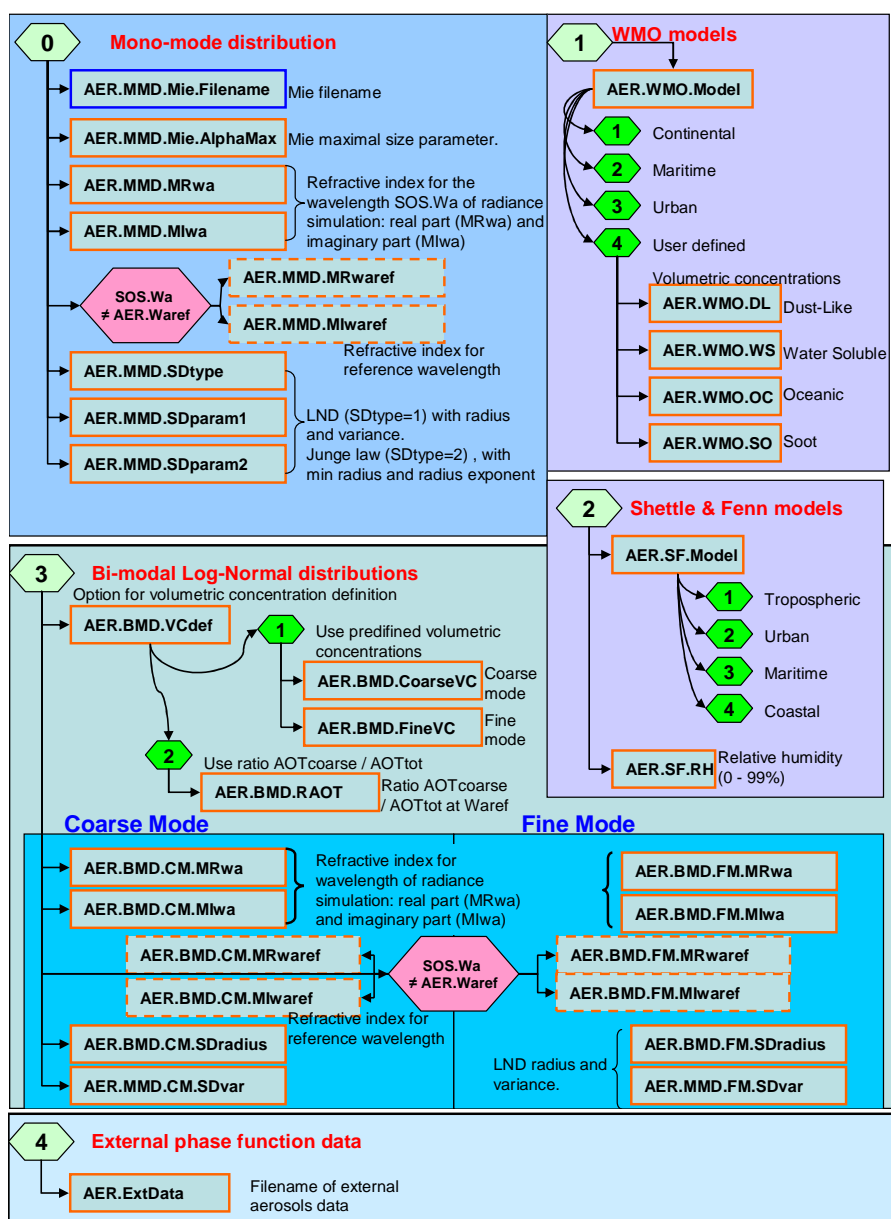 0
Mono-mode distribution
AER.MMD.Mie.Filename
Mie filename
AER.MMD.Mie.AlphaMax
Mie maximal size parameter.
AER.MMD.MRwa
AER.MMD.MIwa
Refractive index for the
wavelength SOS.Wa of radiance
simulation: real part (MRwa) and
imaginary part (MIwa)
SOS.Wa
≠ AER.Waref
AER.MMD.MRwaref
AER.MMD.MIwaref
Refractive index for
reference wavelength
AER.MMD.SDtype
AER.MMD.SDparam1
AER.MMD.SDparam2
LND (SDtype=1) with radius
and variance.
Junge law (SDtype=2) , with
min radius and radius exponent
1
WMO models
AER.WMO.Model
1
Continental
2
Maritime
3
Urban
4
User defined
Volumetric concentrations
AER.WMO.DL
Dust-Like
AER.WMO.WS
Water Soluble
AER.WMO.OC
Oceanic
AER.WMO.SO
Soot
2
Shettle & Fenn models
AER.SF.Model
1
Tropospheric
2
Urban
3
Maritime
4
Coastal
AER.SF.RH
Relative humidity
(0 - 99%)
3
Bi-modal Log-Normal distributions
Option for volumetric concentration definition
AER.BMD.VCdef
1
Use predifined volumetric
concentrations
AER.BMD.CoarseVC
Coarse
mode
AER.BMD.FineVC
Fine
mode
2
Use ratio AOTcoarse / AOTtot
AER.BMD.RAOT
Ratio AOTcoarse
/ AOTtot at Waref
Coarse Mode
Fine Mode
AER.BMD.CM.MRwa
AER.BMD.CM.MIwa
Refractive index for
wavelength of radiance
simulation: real part (MRwa)
and imaginary part (MIwa)
AER.BMD.FM.MRwa
AER.BMD.FM.MIwa
AER.BMD.CM.MRwaref
AER.BMD.CM.MIwaref
Refractive index for
reference wavelength
SOS.Wa
≠ AER.Waref
AER.BMD.FM.MRwaref
AER.BMD.FM.MIwaref
AER.BMD.CM.SDradius
AER.MMD.CM.SDvar
LND radius and
variance.
AER.BMD.FM.SDradius
AER.MMD.FM.SDvar
4
External phase function data
AER.ExtData
Filename of external
aerosols data